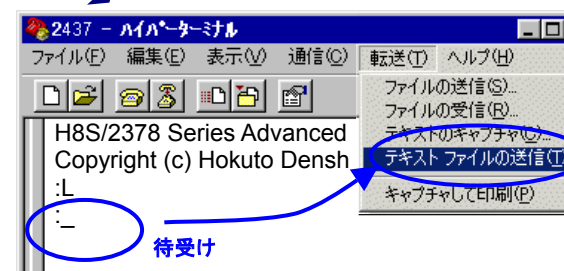 2437 - ﾊｲﾊﾟｰﾀｰﾐﾅﾙ
ファイル(F) 編集(E) 表示(V) 通信(C) 転送(T) ヘルプ(H)
ファイルの送信(S)...
ファイルの受信(R)...
テキストのキャプチャ(C)...
テキスト ファイルの送信(T)
キャプチャして印刷(P)
H8S/2378 Series Advanced
Copyright (c) Hokuto Densh
:L
:_
待受け